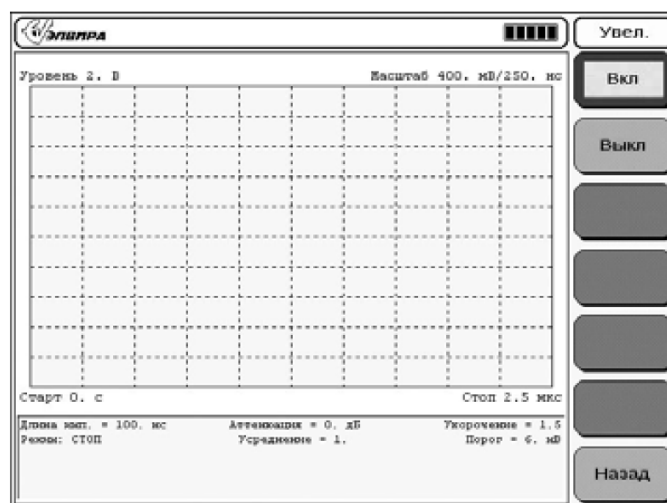 ЭЛВИРА
Увел.
Уровень 2. В
Масштаб 400. мВ/250. нс
Вкл
Выкл
Старт 0. с
Стоп 2.5 мкс
Длина имп. = 100. нс
Аттенюация = 0. дБ
Укорочение = 1.5
Режим: СТОП
Усреднение = 1.
Порог = 6. мВ
Назад